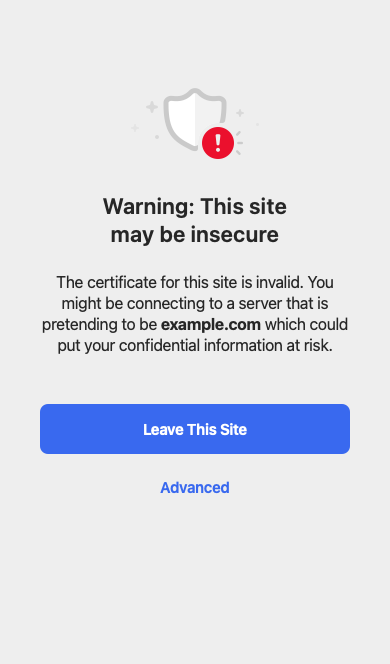 Warning: This site
may be insecure
The certificate for this site is invalid. You
might be connecting to a server that is
pretending to be example.com which could
put your confidential information at risk.
Leave This Site
Advanced